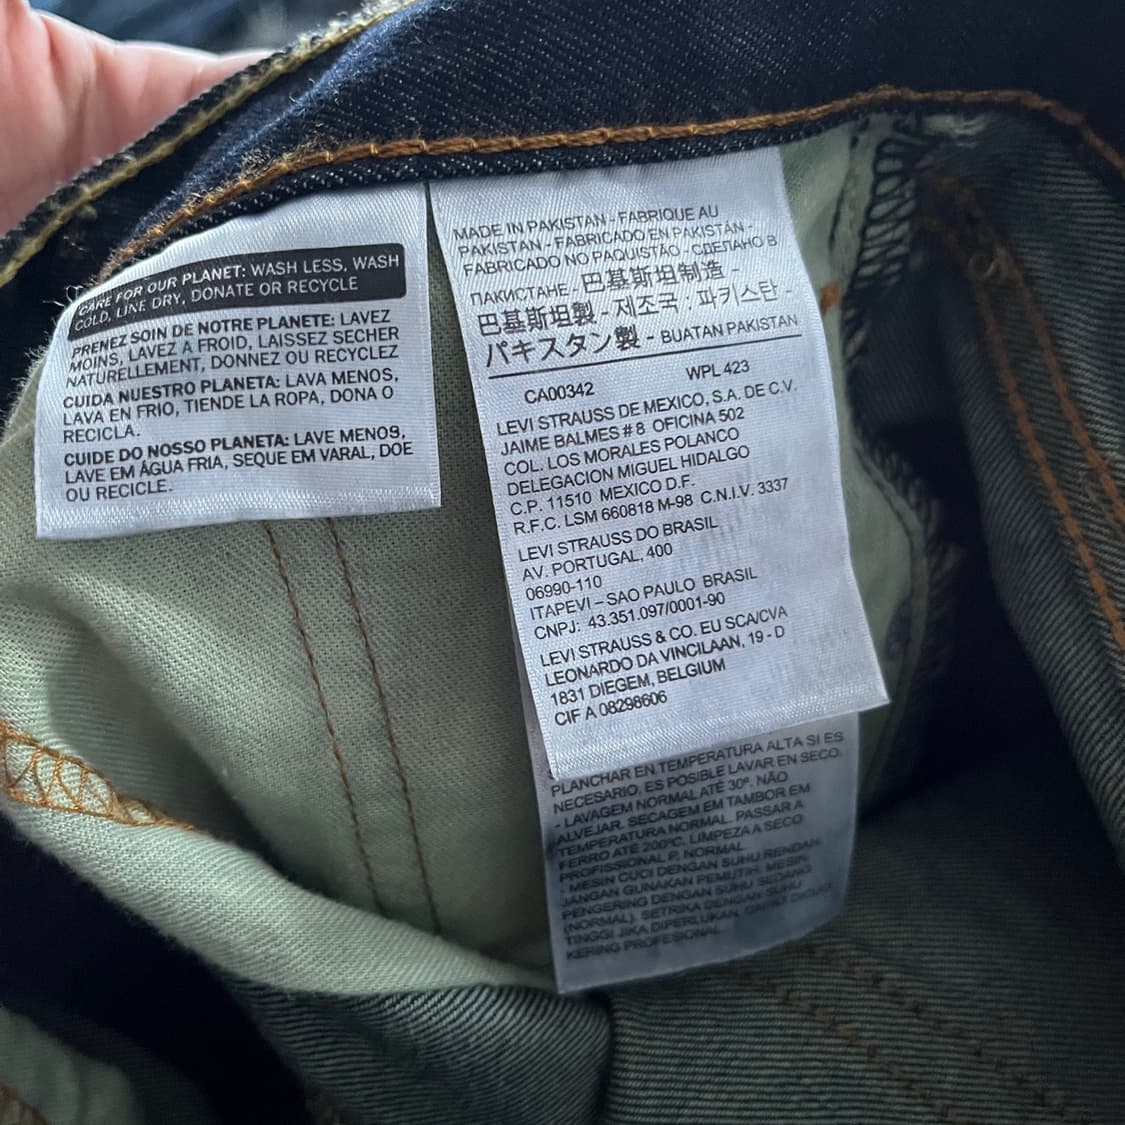 CARE FOR OUR PLANET: WASH LESS, WASH
COLD, LINE DRY, DONATE OR RECYCLE
PRENEZ SOIN DE NOTRE PLANETE: LAVEZ
MOINS, LAVEZ A FROID, LAISSEZ SECHER
NATURELLEMENT, DONNEZ OU RECYCLEZ
CUIDA NUESTRO PLANETA: LAVA MENOS,
LAVA EN FRIO, TIENDE LA ROPA, DONA O
RECICLA.
CUIDE DO NOSSO PLANETA: LAVE MENOS,
LAVE EM ÁGUA FRIA, SEQUE EM VARAL, DOE
OU RECICLE.
MADE IN PAKISTAN - FABRIQUE AU
PAKISTAN - FABRICADO EN PAKISTÁN -
FABRICADO NO PAQUISTÃO - СДЕЛАНО В
ПАКИСТАНЕ - 巴基斯坦制造 -
巴基斯坦製 - 제조국 : 파키스탄 -
パキスタン製 - BUATAN PAKISTAN
CA00342 WPL 423
LEVI STRAUSS DE MEXICO, S.A. DE C.V.
JAIME BALMES # 8 OFICINA 502
COL. LOS MORALES POLANCO
DELEGACION MIGUEL HIDALGO
C.P. 11510 MEXICO D.F.
R.F.C. LSM 660818 M-98 C.N.I.V. 3337
LEVI STRAUSS DO BRASIL
AV. PORTUGAL, 400
06990-110
ITAPEVI – SAO PAULO BRASIL
CNPJ: 43.351.097/0001-90
LEVI STRAUSS & CO. EU SCA/CVA
LEONARDO DA VINCILAAN, 19 - D
1831 DIEGEM, BELGIUM
CIF A 08298606
PLANCHAR EN TEMPERATURA ALTA SI ES
NECESARIO, ES POSIBLE LAVAR EN SECO.
- LAVAGEM NORMAL ATÉ 30º. NÃO
ALVEJAR. SECAGEM EM TAMBOR EM
TEMPERATURA NORMAL. PASSAR A
FERRO ATÉ 200ºC. LIMPEZA A SECO
PROFISSIONAL P, NORMAL
- MESIN CUCI DENGAN SUHU RENDAH.
JANGAN GUNAKAN PEMUTIH. MESIN
PENGERING DENGAN SUHU SEDANG
(NORMAL). SETRIKA DENGAN SUHU
TINGGI JIKA DIPERLUKAN. DAPAT DICUCI
KERING PROFESIONAL